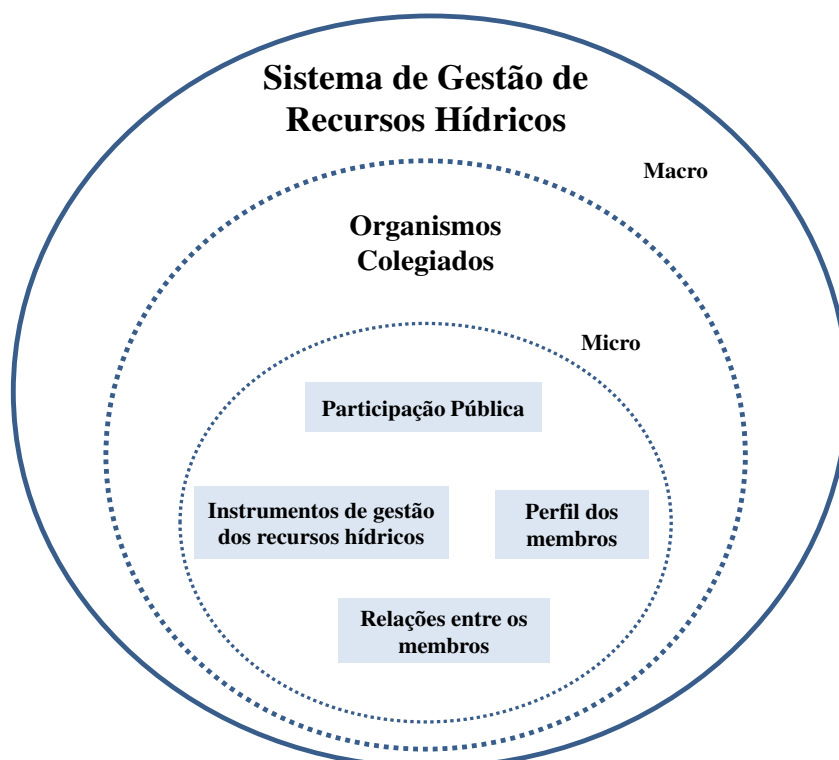 Sistema de Gestão de
Recursos Hídricos
Macro
Organismos
Colegiados
Micro
Participação Pública
Instrumentos de gestão
dos recursos hídricos
Perfil dos
membros
Relações entre os
membros